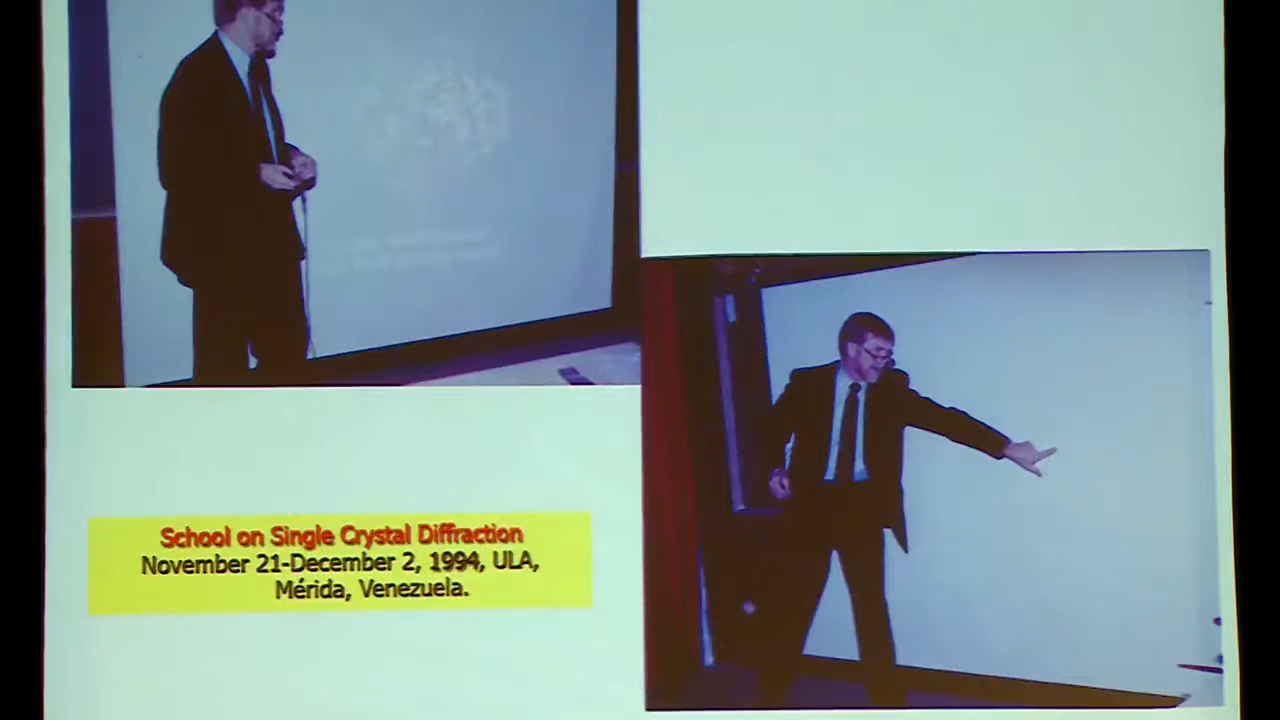 School on Single Crystal Diffraction
November 21-December 2, 1994, ULA,
Mérida, Venezuela.